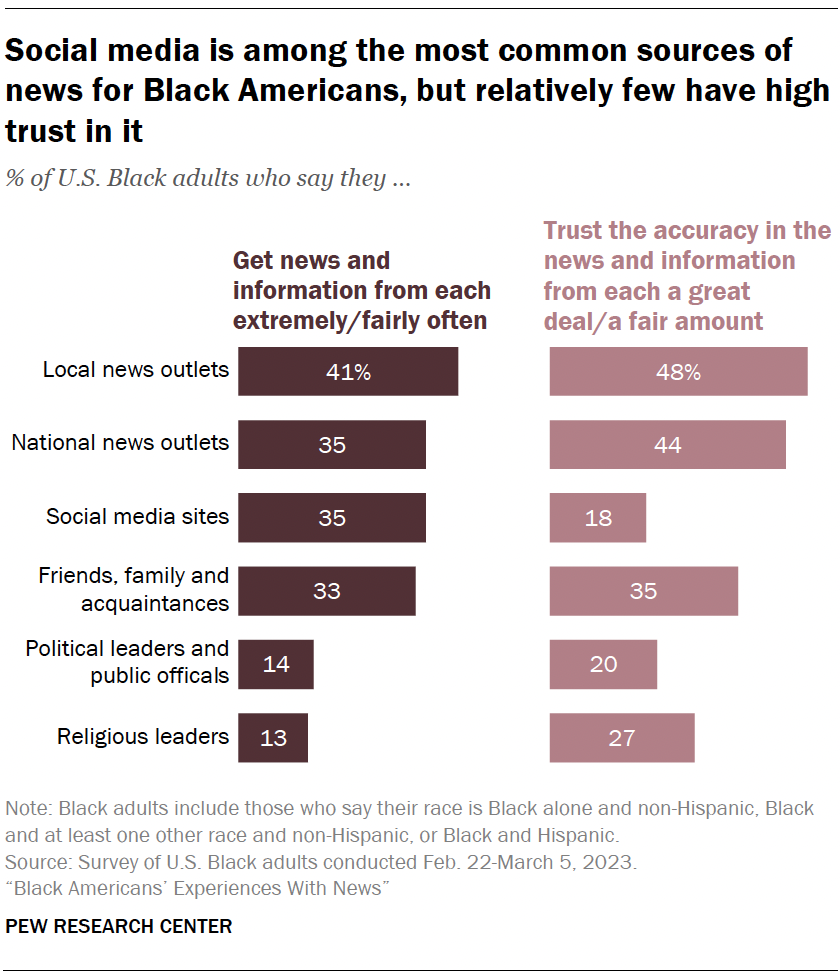 Social media is among the most common sources of
news for Black Americans, but relatively few have high
trust in it
% of U.S. Black adults who say they ...
Get news and
information from each
extremely/fairly often
Trust the accuracy in the
news and information
from each a great
deal/a fair amount
Local news outlets 41% 48%
National news outlets 35 44
Social media sites 35 18
Friends, family and
acquaintances 33 35
Political leaders and
public officals 14 20
Religious leaders 13 27
Note: Black adults include those who say their race is Black alone and non-Hispanic, Black
and at least one other race and non-Hispanic, or Black and Hispanic.
Source: Survey of U.S. Black adults conducted Feb. 22-March 5, 2023.
“Black Americans’ Experiences With News”
PEW RESEARCH CENTER